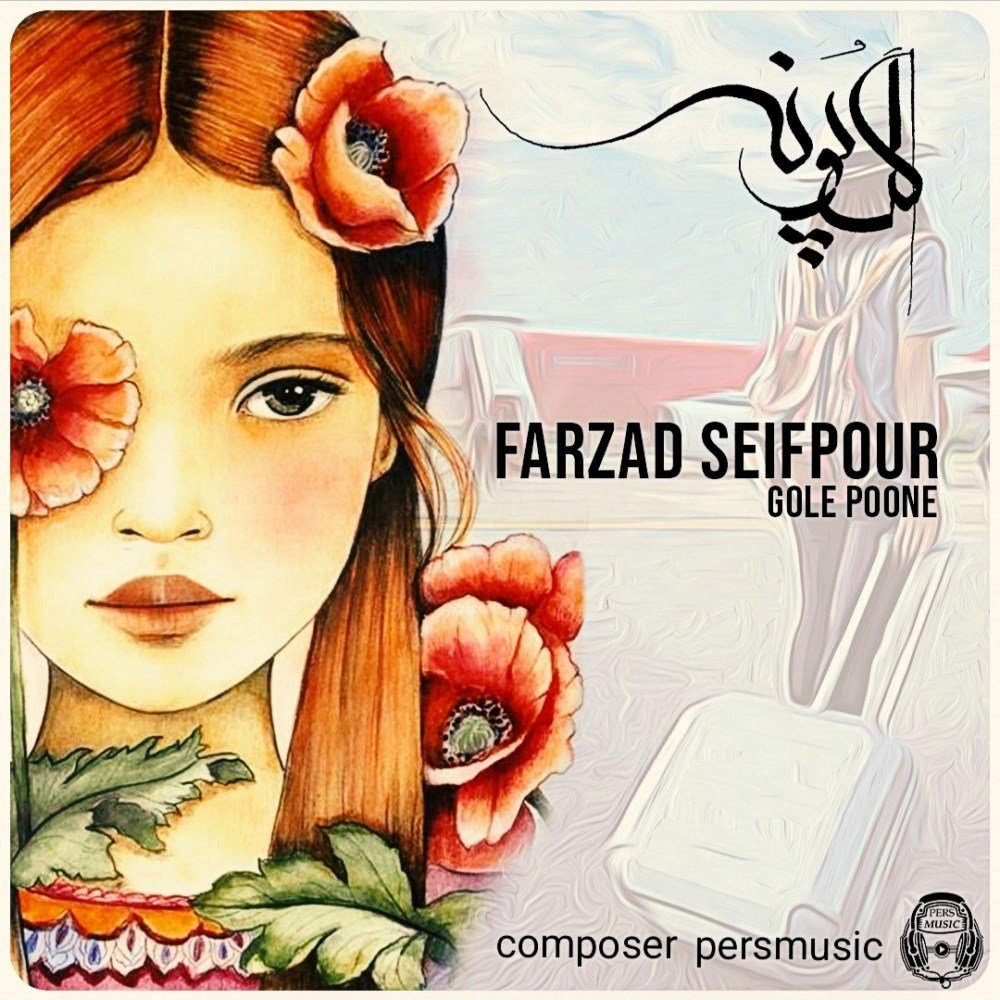 گل پونه
FARZAD SEIFPOUR
GOLE POONE
composer persmusic
PERS
MUSIC